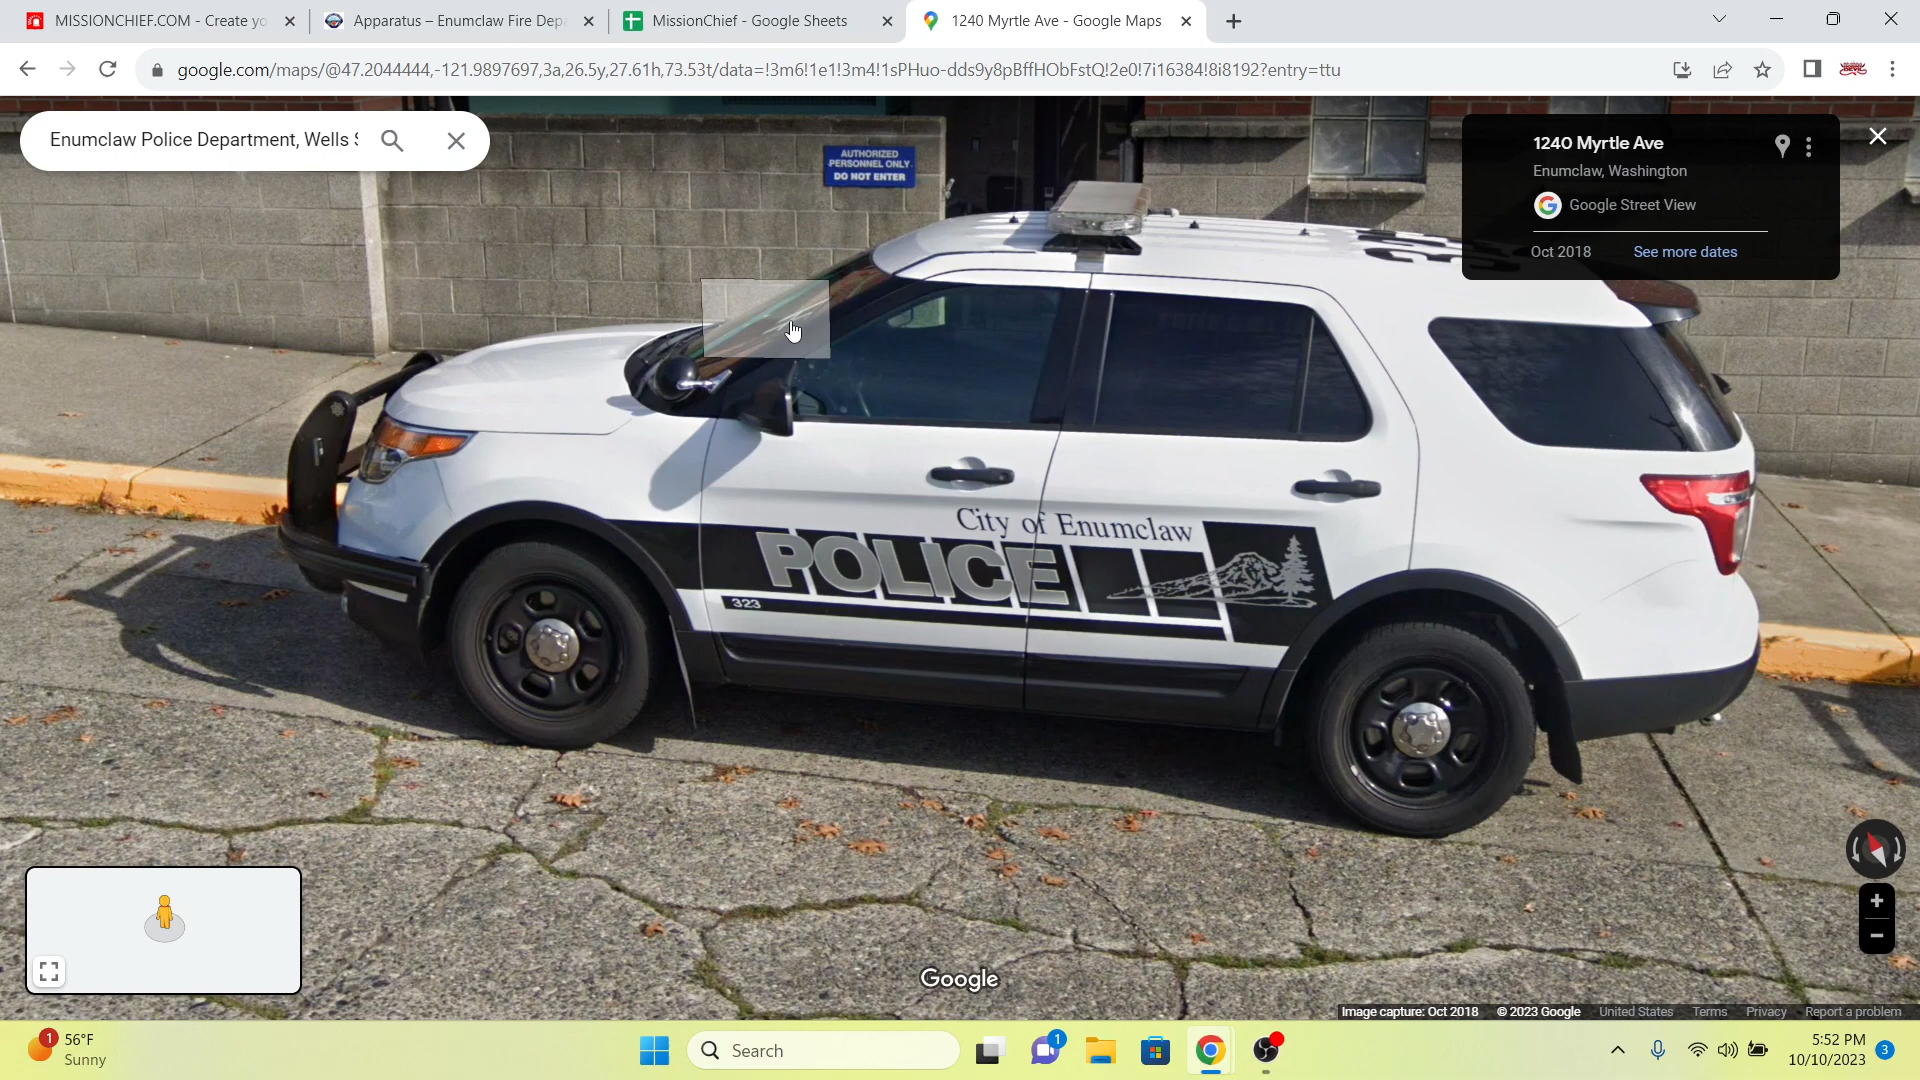 MISSIONCHIEF.COM - Create yo
Apparatus – Enumclaw Fire Depa
MissionChief - Google Sheets
1240 Myrtle Ave - Google Maps
google.com/maps/@47.2044444,-121.9897697,3a,26.5y,27.61h,73.53t/data=!3m6!1e1!3m4!1sPHuo-dds9y8pBffHObFstQ!2e0!7i16384!8i8192?entry=ttu
Enumclaw Police Department, Wells S
1240 Myrtle Ave
Enumclaw, Washington
Google Street View
Oct 2018 See more dates
AUTHORIZED
PERSONNEL ONLY
DO NOT ENTER
City of Enumclaw
POLICE
323
Google
Image capture: Oct 2018 © 2023 Google United States Terms Privacy Report a problem
1
56°F
Sunny
Search
1
5:52 PM
10/10/2023
3